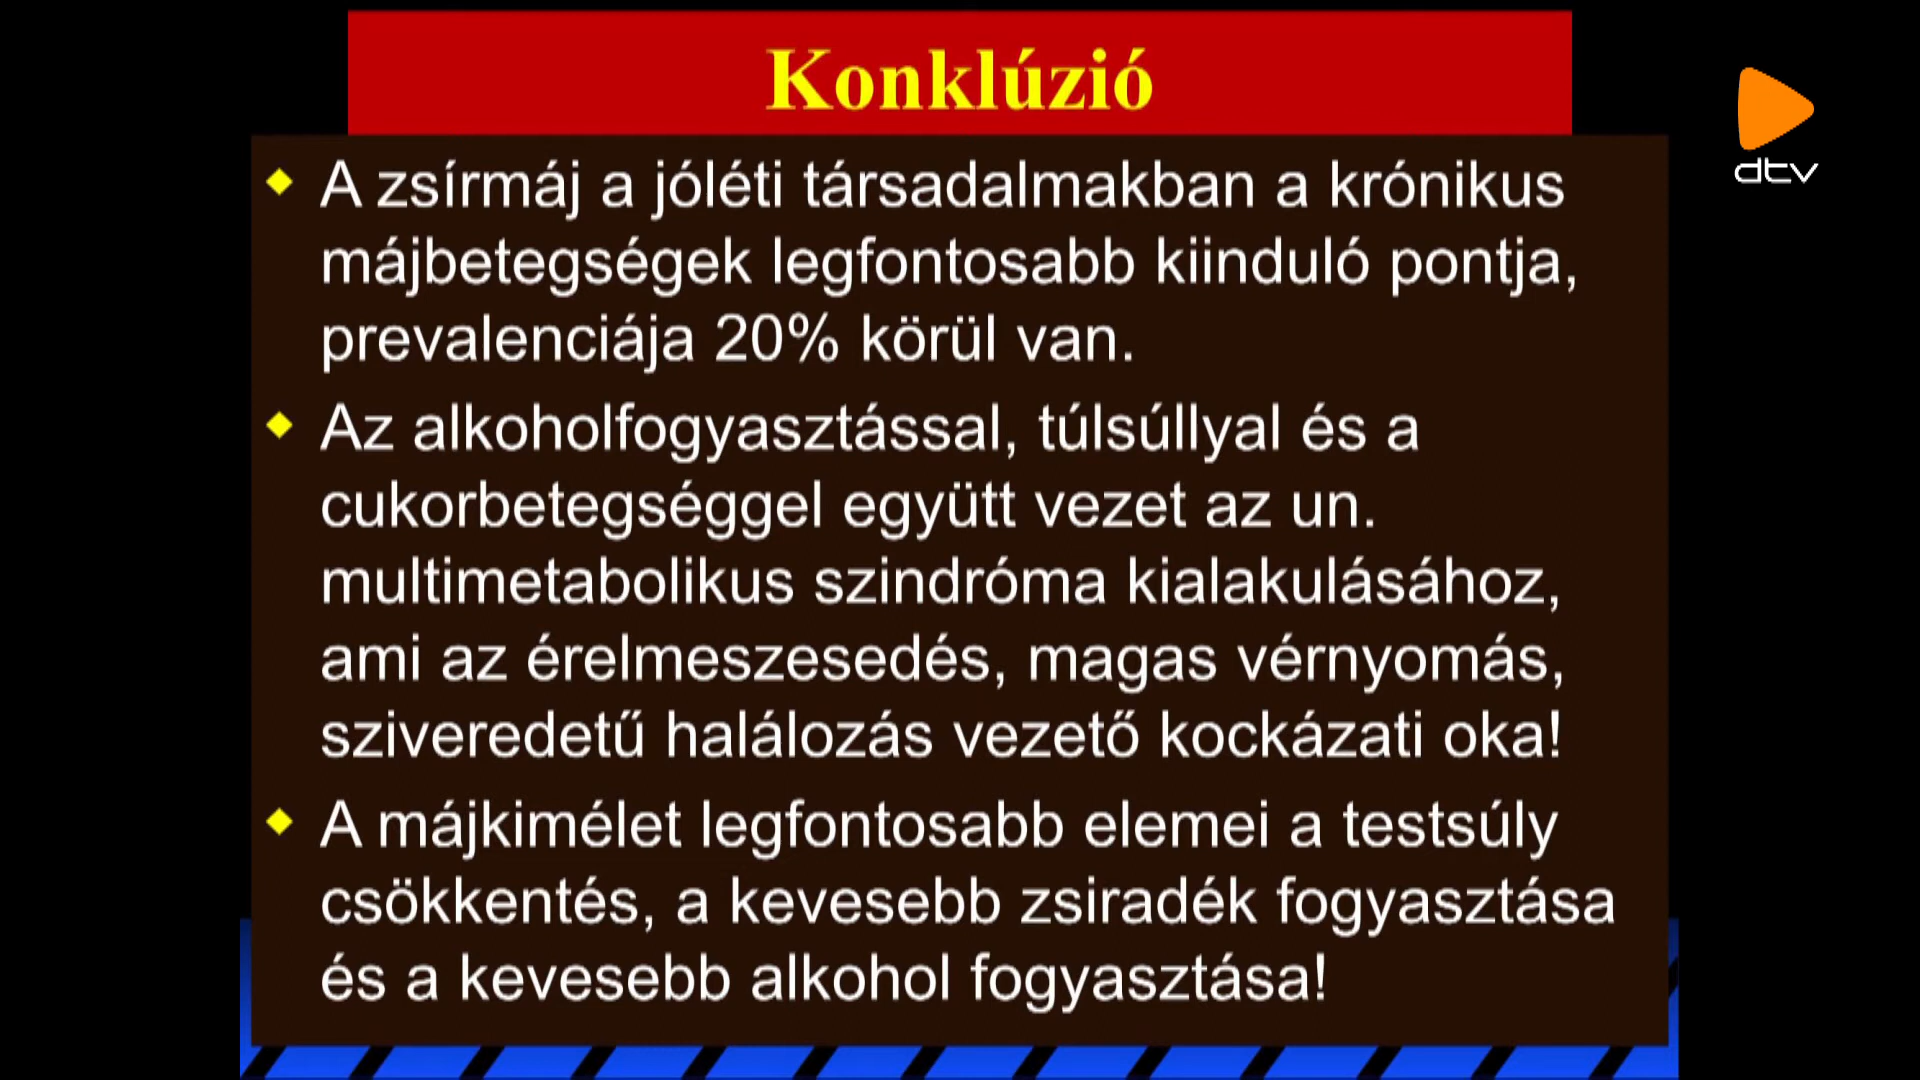 Konklúzió
dtv
A zsírmáj a jóléti társadalmakban a krónikus
májbetegségek legfontosabb kiinduló pontja,
prevalenciája 20% körül van.
Az alkoholfogyasztással, túlsúllyal és a
cukorbetegséggel együtt vezet az un.
multimetabolikus szindróma kialakulásához,
ami az érelmeszesedés, magas vérnyomás,
sziveredetű halálozás vezető kockázati oka!
A májkimélet legfontosabb elemei a testsúly
csökkentés, a kevesebb zsiradék fogyasztása
és a kevesebb alkohol fogyasztása!